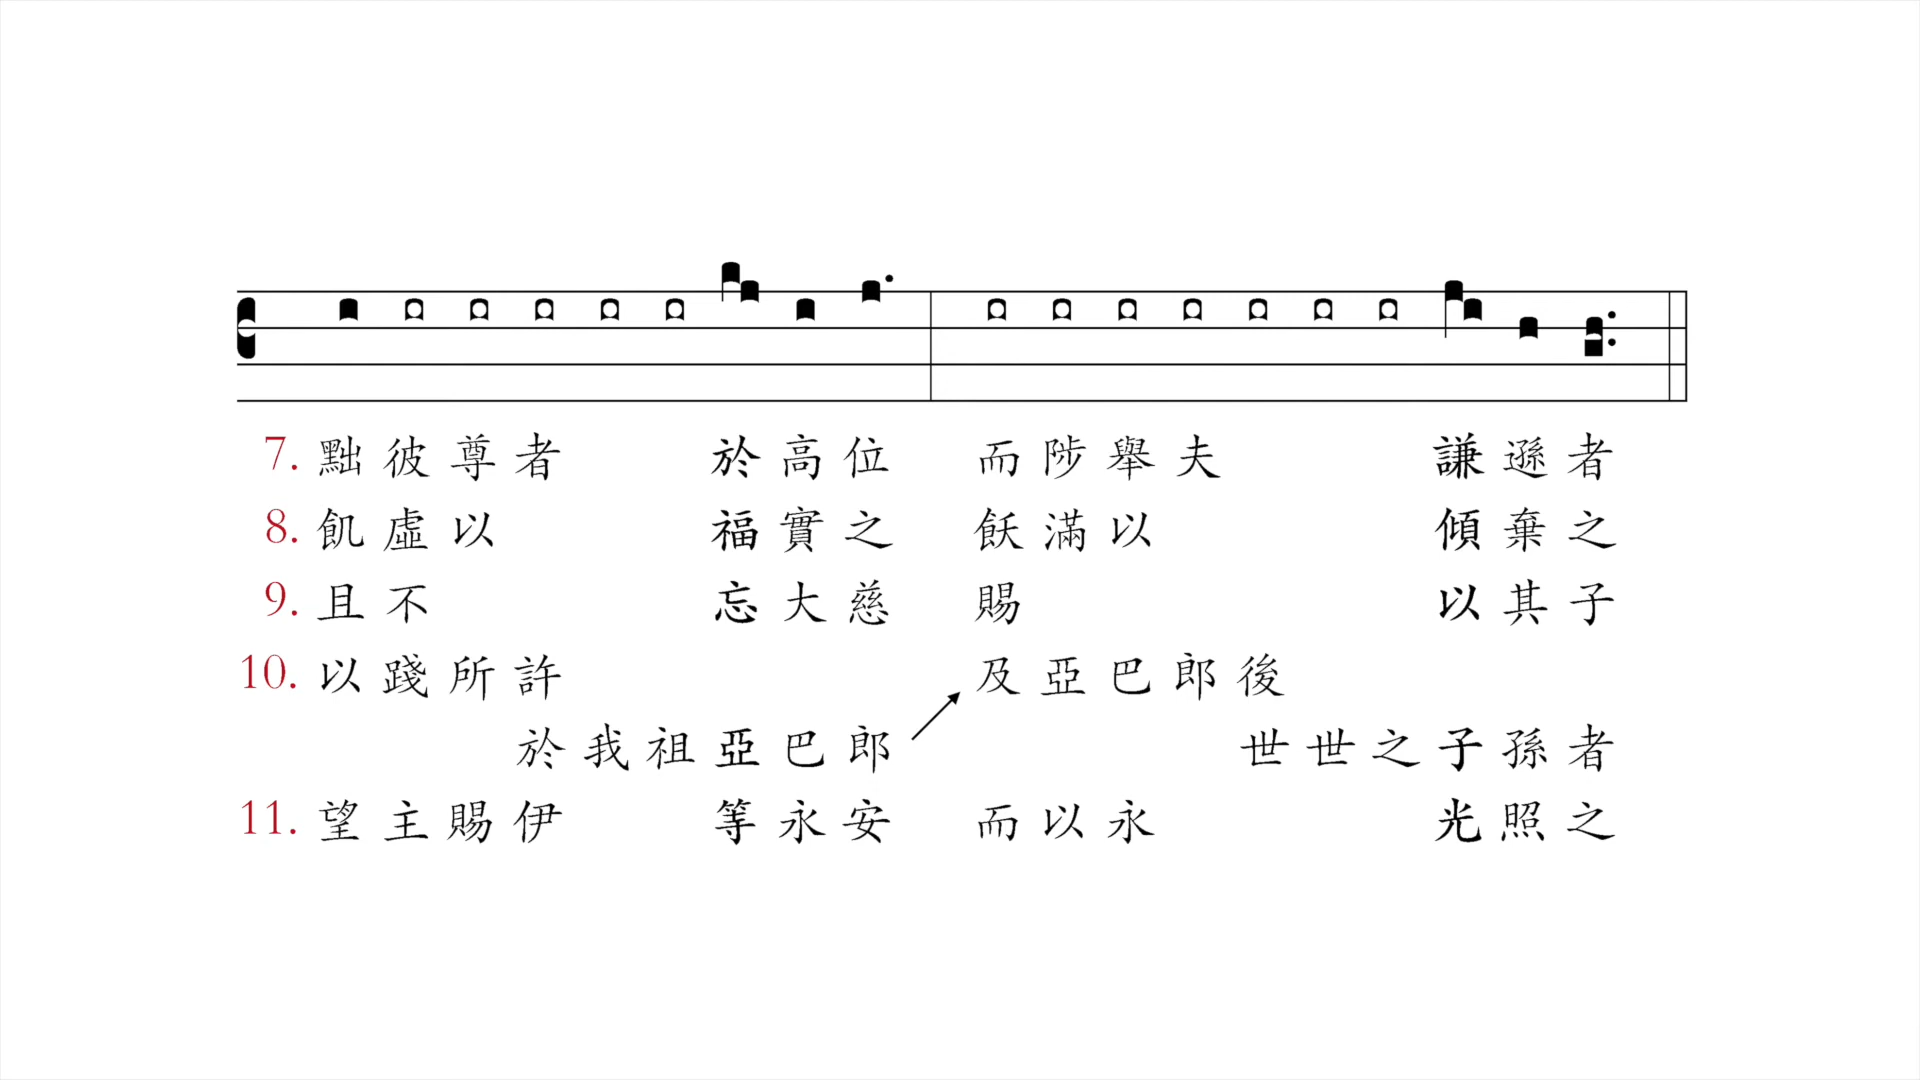 7. 黜彼尊者 於高位 而陟舉夫 謙遜者
8. 飢虛以 福實之 飫滿以 傾棄之
9. 且不 忘大慈 賜 以其子
10. 以踐所許 及亞巴郎後
於我祖亞巴郎 世世之子孫者
11. 望主賜伊 等永安 而以永 光照之